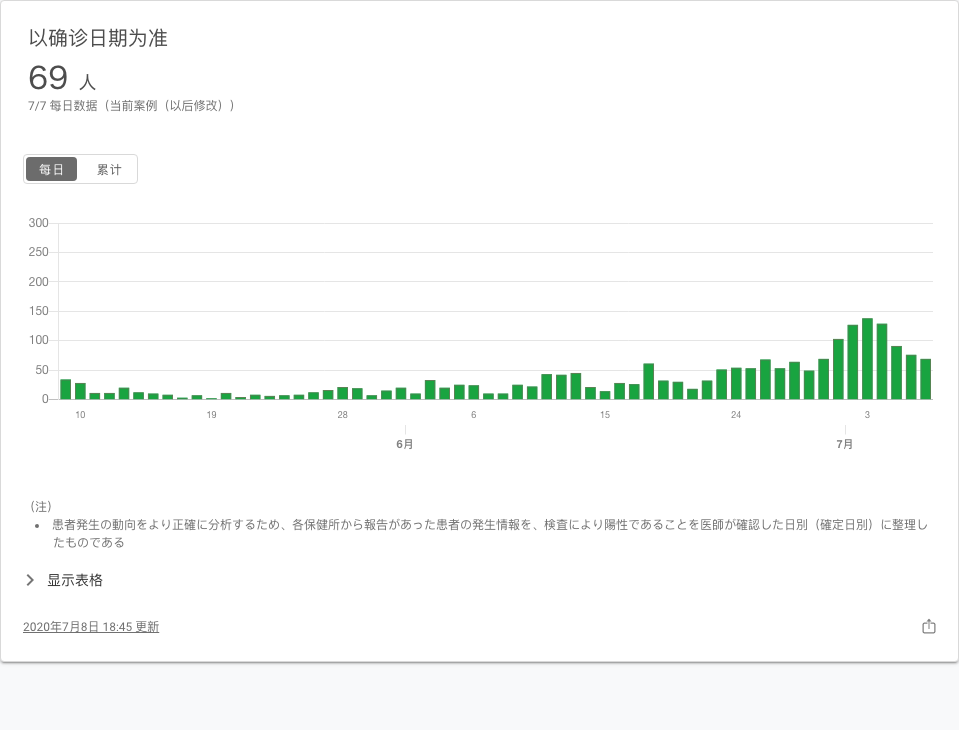 以确诊日期为准
69 人
7/7 每日数据（当前案例（以后修改））
每日 累计
300
250
200
150
100
50
0
10 19 28 6 15 24 3
6月 7月
（注）
• 患者発生の動向をより正確に分析するため、各保健所から報告があった患者の発生情報を、検査により陽性であることを医師が確認した日別（確定日別）に整理し
たものである
显示表格
2020年7月8日 18:45 更新